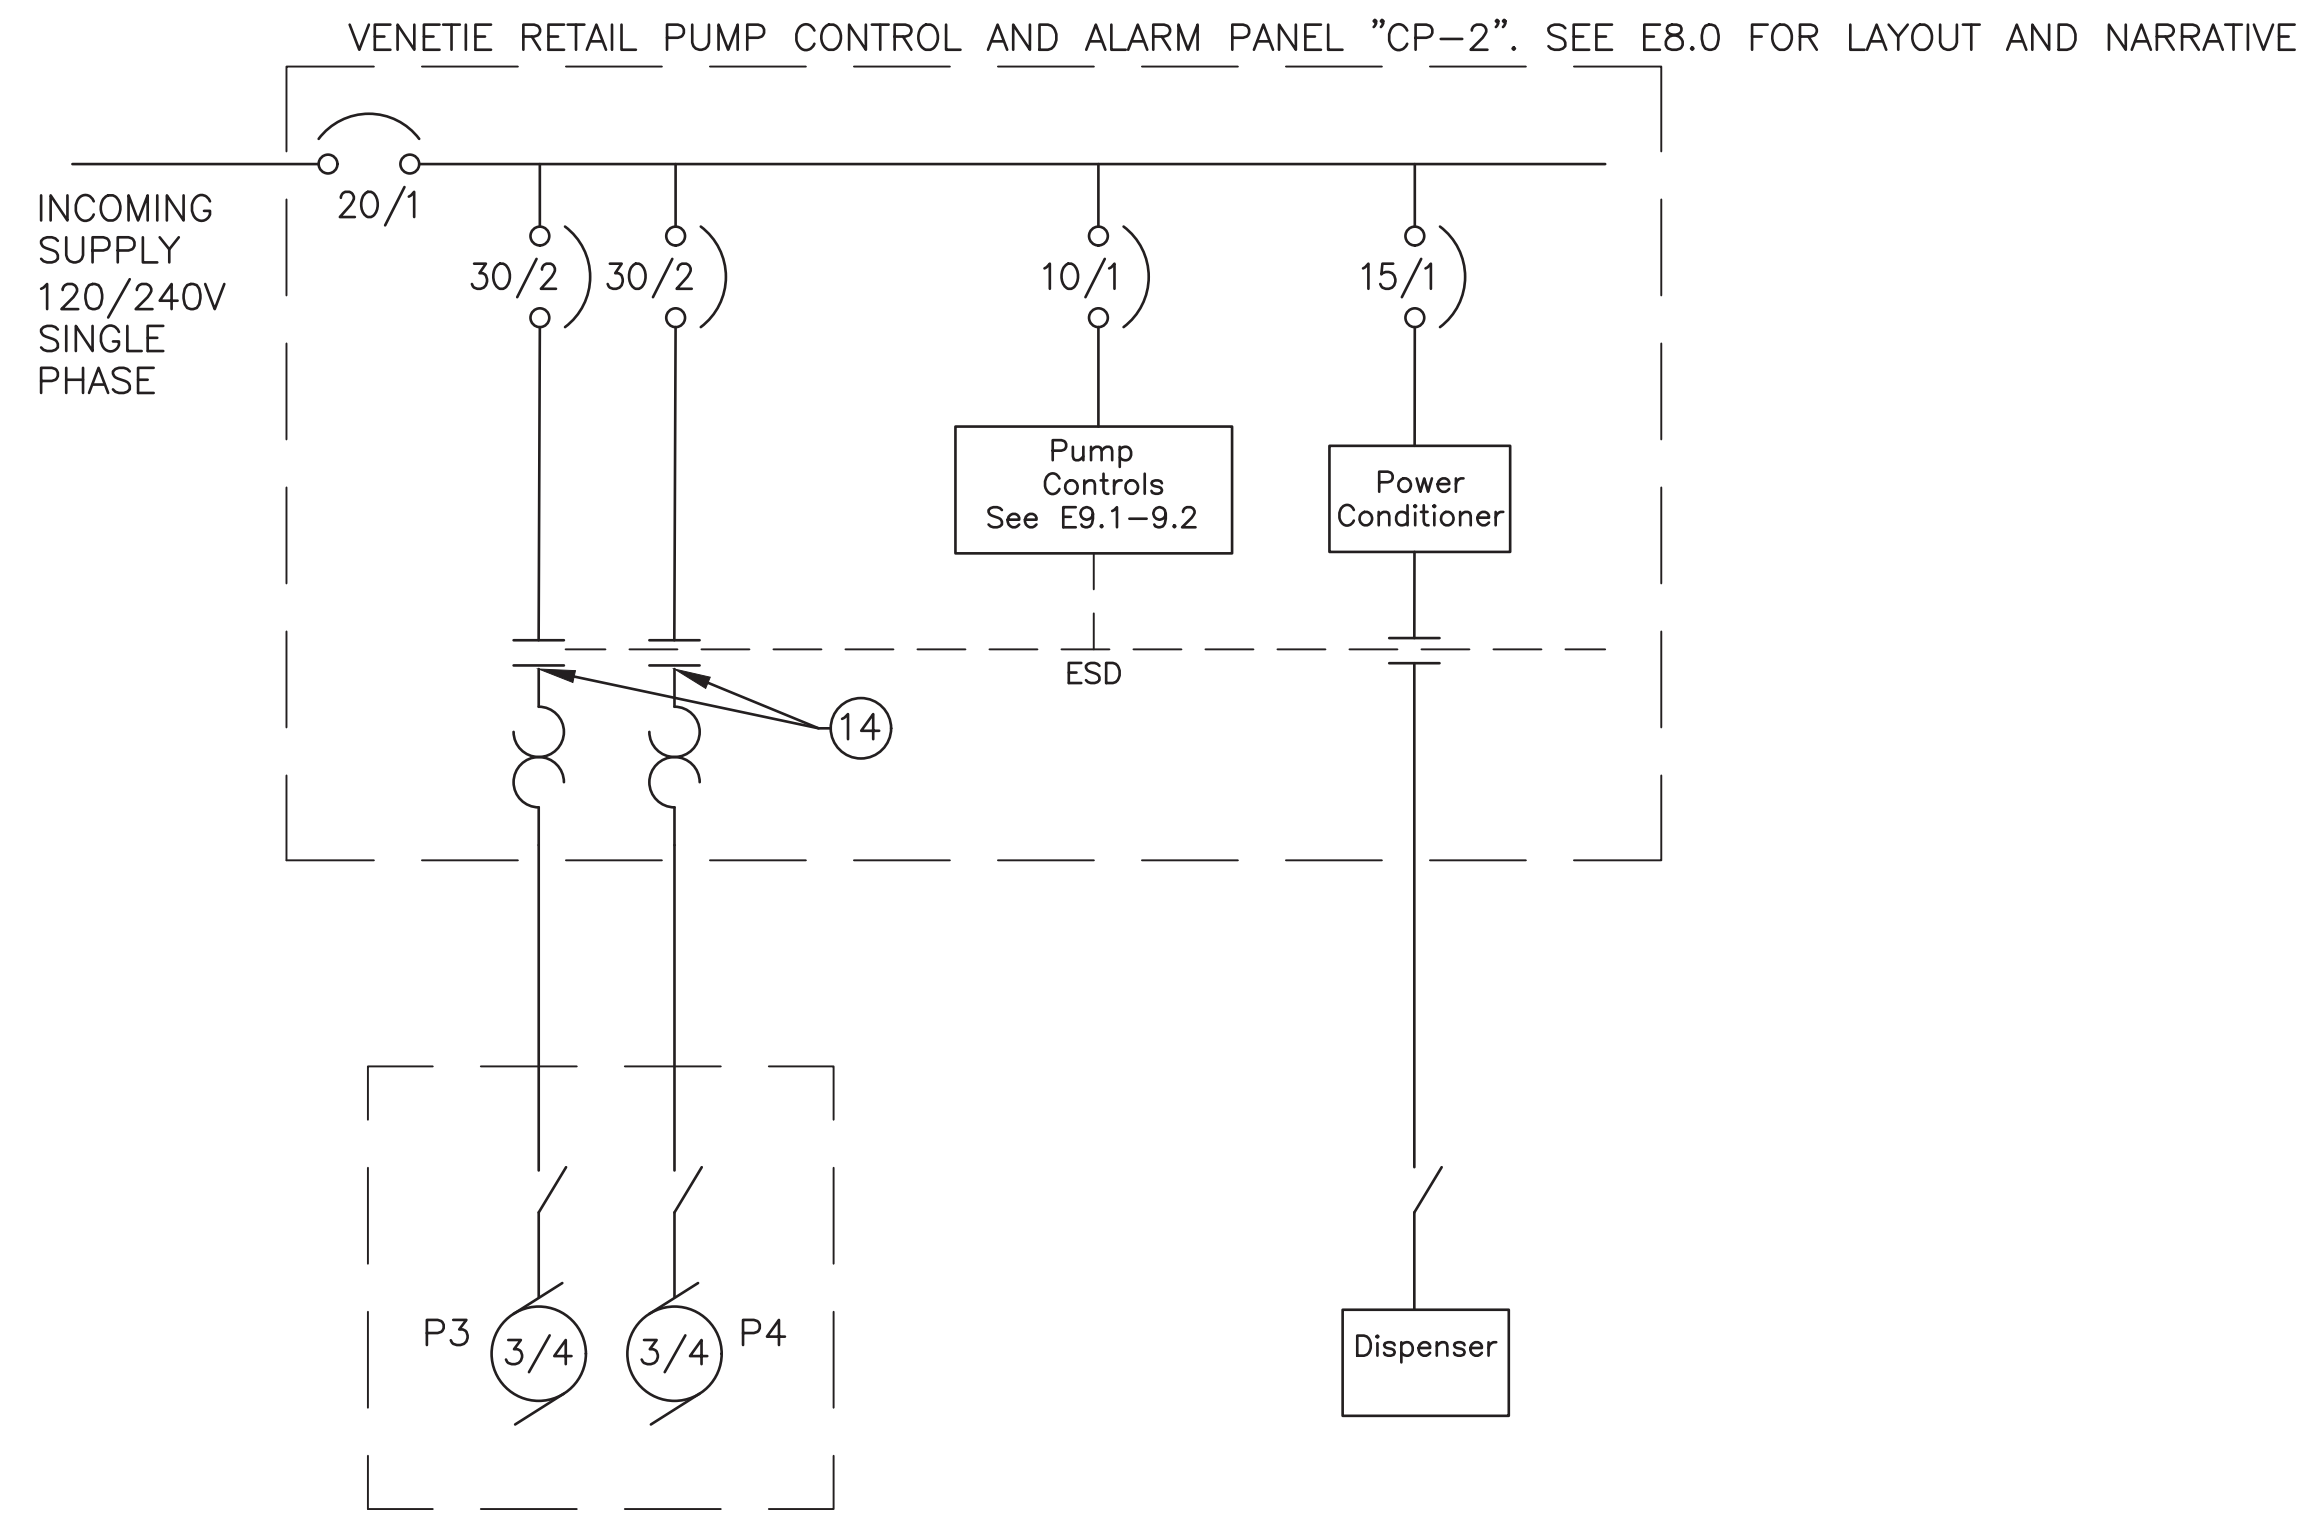 VENETIE RETAIL PUMP CONTROL AND ALARM PANEL "CP-2". SEE E8.0 FOR LAYOUT AND NARRATIVE
20/1
INCOMING
SUPPLY
120/240V
SINGLE
PHASE
30/2
30/2
10/1
15/1
Pump
Controls
See E9.1-9.2
Power
Conditioner
ESD
14
P3
3/4
3/4
P4
Dispenser